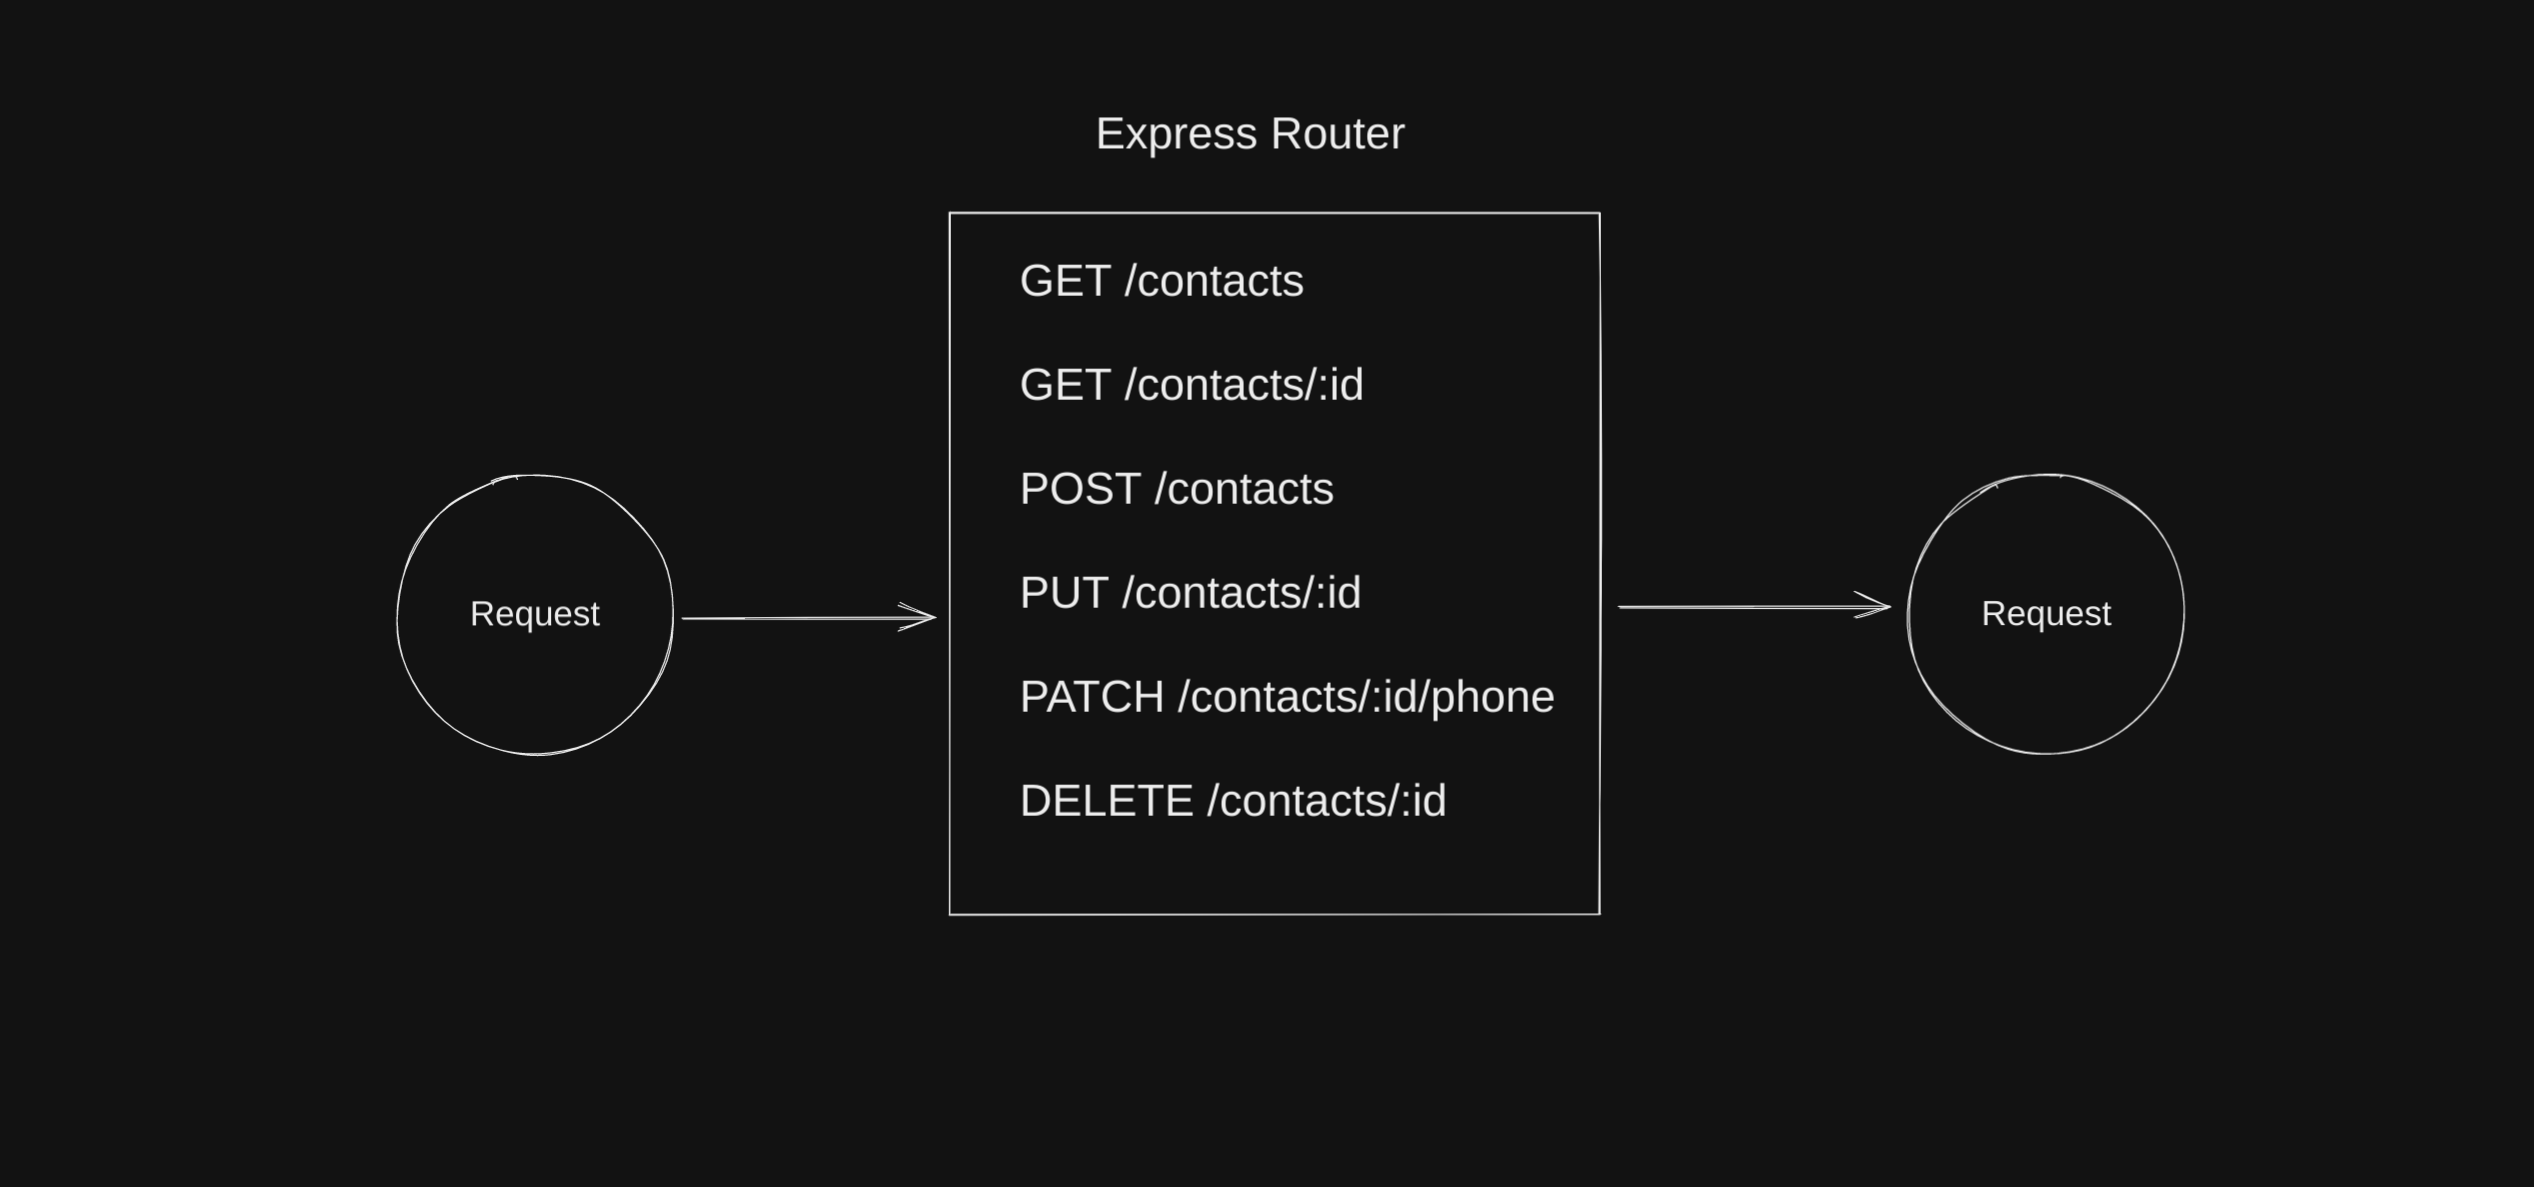 Express Router
GET /contacts
GET /contacts/:id
POST /contacts
PUT /contacts/:id
PATCH /contacts/:id/phone
DELETE /contacts/:id
Request
Request